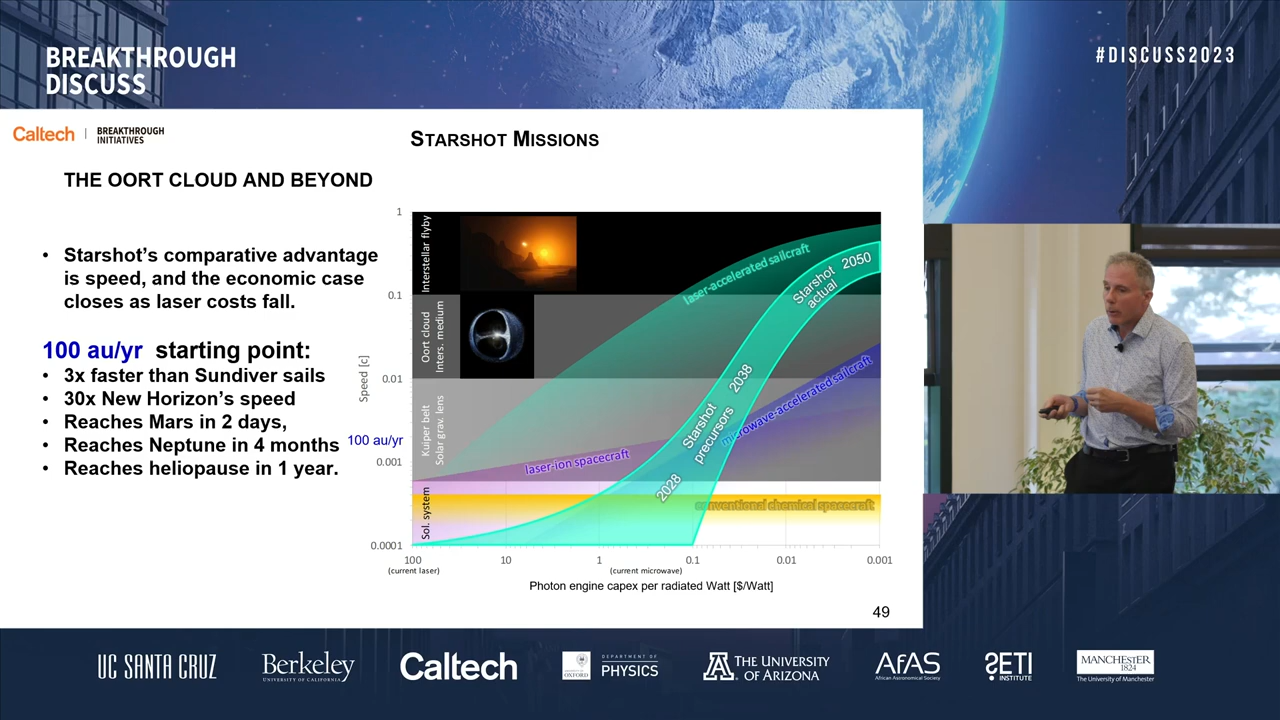 BREAKTHROUGH
DISCUSS
#DISCUSS2023
Caltech | BREAKTHROUGH
INITIATIVES
STARSHOT MISSIONS
THE OORT CLOUD AND BEYOND
• Starshot's comparative advantage
is speed, and the economic case
closes as laser costs fall.
100 au/yr starting point:
• 3x faster than Sundiver sails
• 30x New Horizon's speed
• Reaches Mars in 2 days,
• Reaches Neptune in 4 months
• Reaches heliopause in 1 year.
Speed [c]
1
0.1
0.01
100 au/yr
0.001
0.0001
Interstellar flyby
Oort cloud
Inters. medium
Kuiper belt
Solar grav. lens
Sol. system
laser-accelerated sailcraft
Starshot
actual
2050
2038
Starshot
precursors
2028
microwave-accelerated sailcraft
laser-ion spacecraft
conventional chemical spacecraft
100
10
1
0.1
0.01
0.001
(current laser)
(current microwave)
Photon engine capex per radiated Watt [$/Watt]
49
UC SANTA CRUZ
Berkeley
UNIVERSITY OF CALIFORNIA
Caltech
UNIVERSITY OF
OXFORD
DEPARTMENT OF
PHYSICS
THE UNIVERSITY
OF ARIZONA
AfAS
African Astronomical Society
SETI
INSTITUTE
MANCHESTER
1824
The University of Manchester